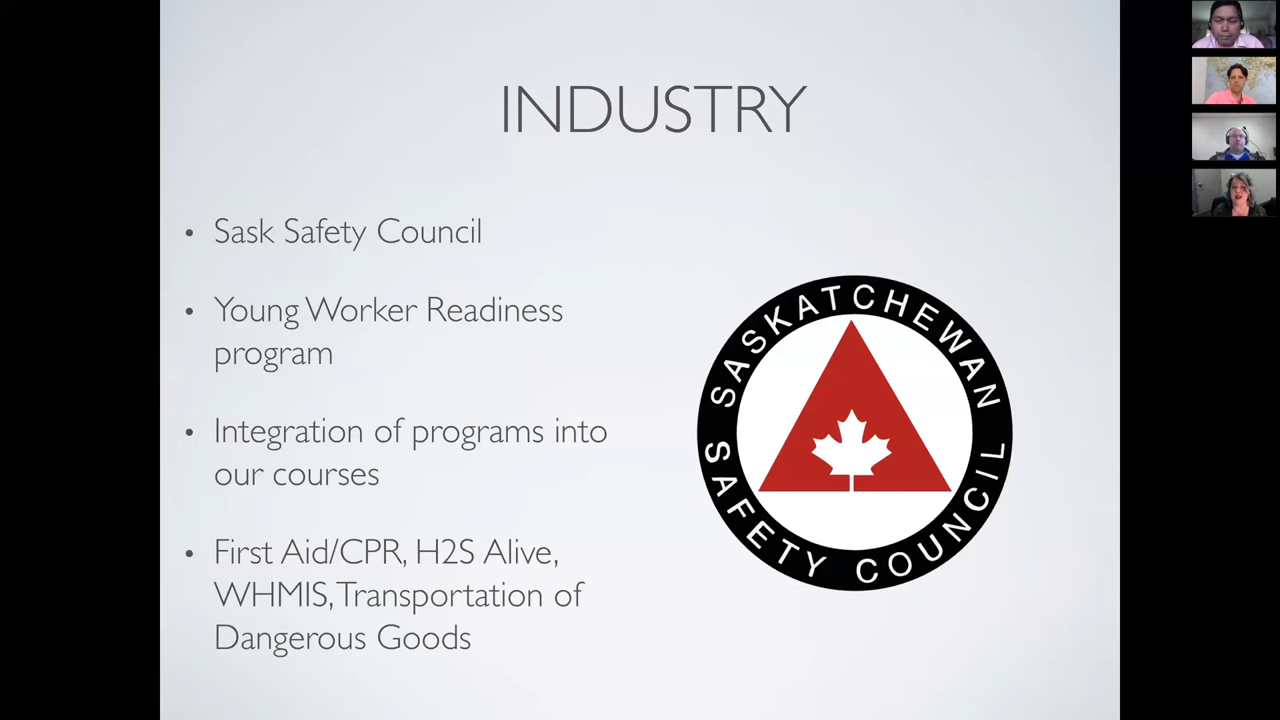 INDUSTRY
• Sask Safety Council
• Young Worker Readiness
program
• Integration of programs into
our courses
• First Aid/CPR, H2S Alive,
WHMIS, Transportation of
Dangerous Goods
SASKATCHEWAN
SAFETY COUNCIL